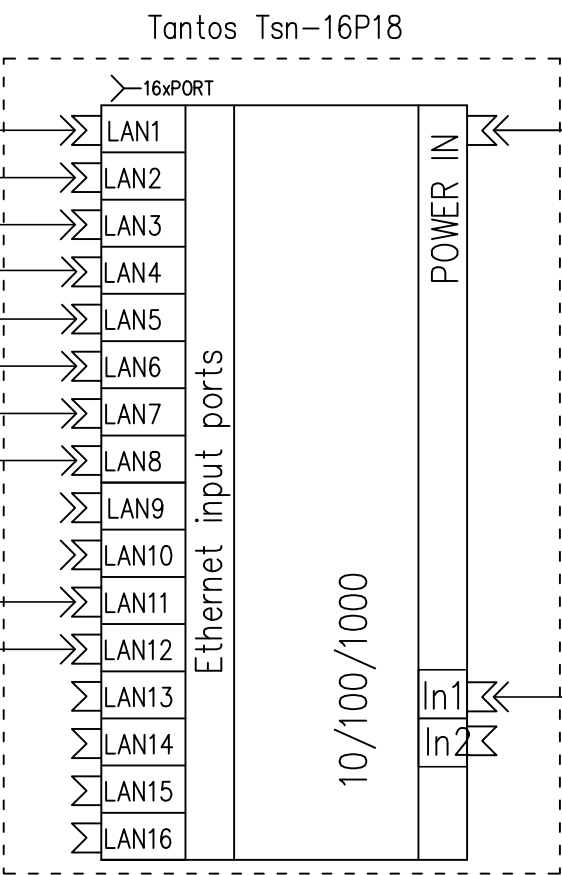 Tantos Tsn-16P18
16xPORT
LAN1
LAN2
LAN3
LAN4
LAN5
LAN6
LAN7
LAN8
LAN9
LAN10
LAN11
LAN12
LAN13
LAN14
LAN15
LAN16
Ethernet input ports
10/100/1000
POWER IN
In1
In2